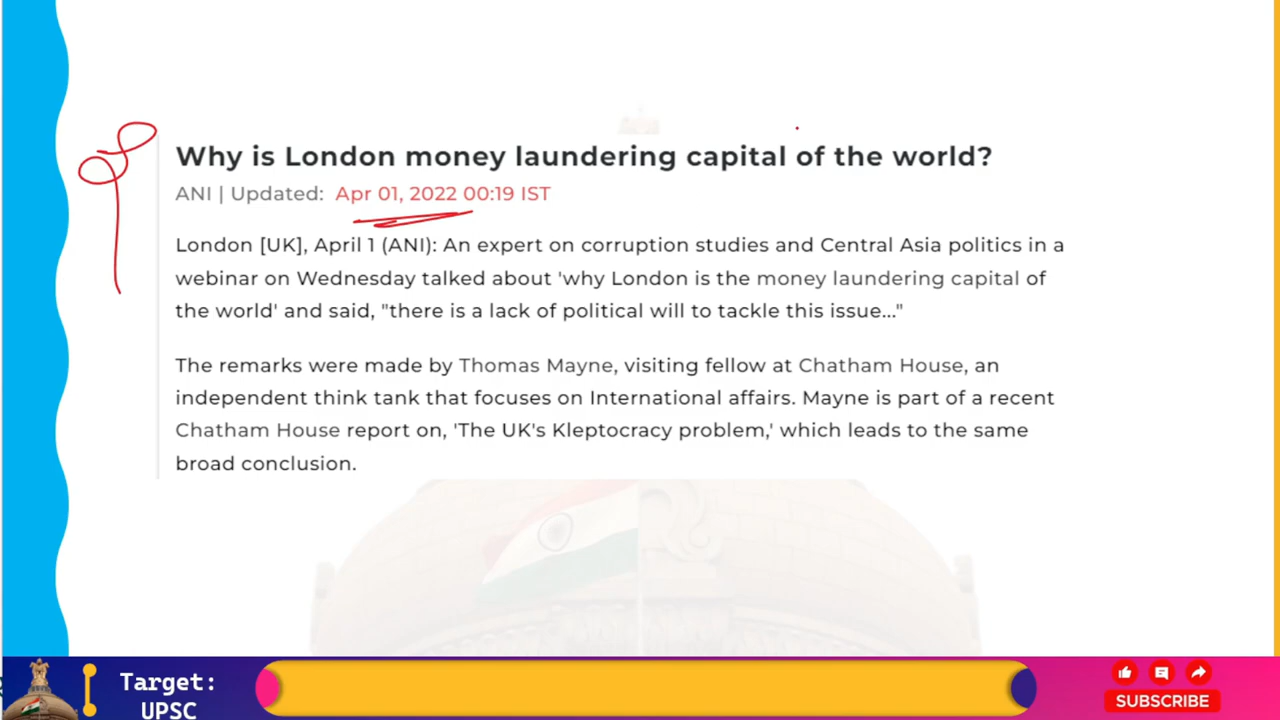 Why is London money laundering capital of the world?
ANI | Updated: Apr 01, 2022 00:19 IST
London [UK], April 1 (ANI): An expert on corruption studies and Central Asia politics in a
webinar on Wednesday talked about 'why London is the money laundering capital of
the world' and said, "there is a lack of political will to tackle this issue..."
The remarks were made by Thomas Mayne, visiting fellow at Chatham House, an
independent think tank that focuses on International affairs. Mayne is part of a recent
Chatham House report on, 'The UK's Kleptocracy problem,' which leads to the same
broad conclusion.
Target:
UPSC
SUBSCRIBE